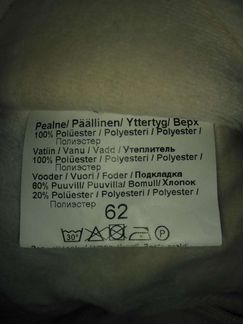 Pealne/ Päällinen/ Yttertyg/ Верх
100% Polüester / Polyesteri / Polyester /
Полиэстер
Vatiin / Vanu / Vadd / Утеплитель
100% Polüester / Polyesteri / Polyester /
Полиэстер
Vooder / Vuori / Foder / Подкладка
80% Puuvill/ Puuvilla/ Bomull/ Хлопок
20% Polüester/ Polyesteri / Polyester /
Полиэстер
62
30° P